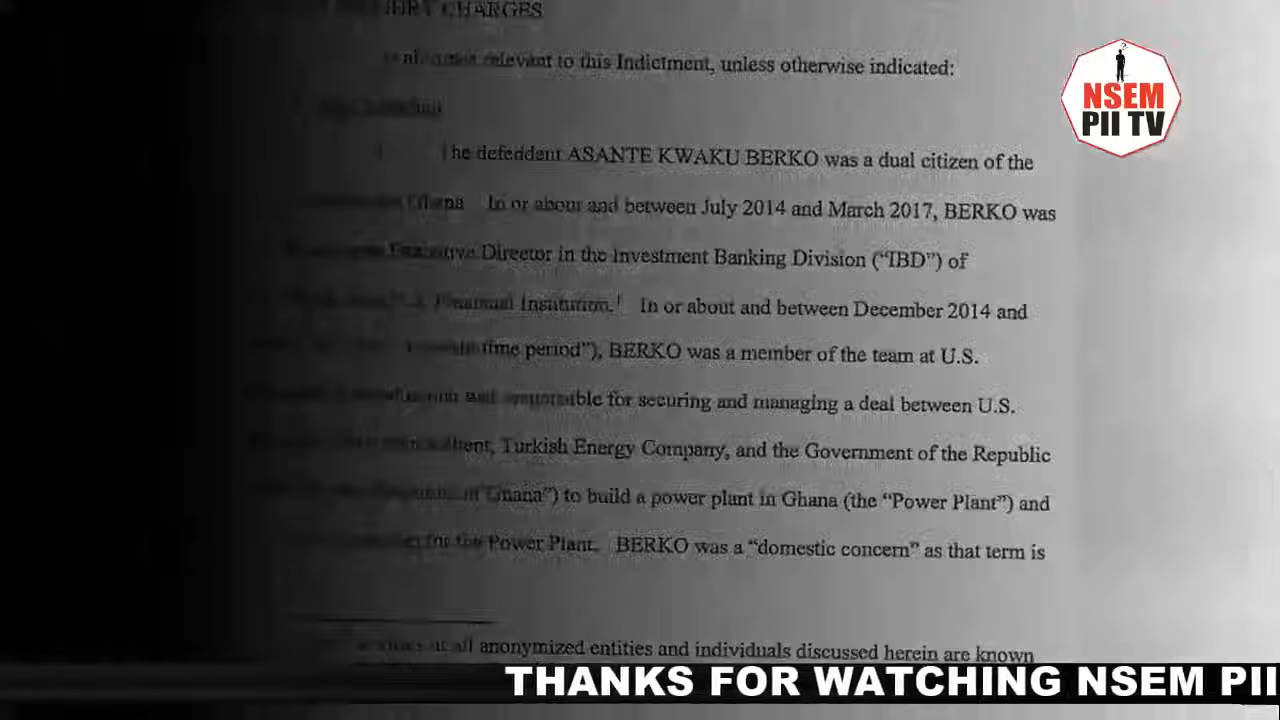 CHARGES
relevant to this Indictment, unless otherwise indicated:
The defendant ASANTE KWAKU BERKO was a dual citizen of the
Ghana In or about and between July 2014 and March 2017, BERKO was
Executive Director in the Investment Banking Division (“IBD”) of
Financial Institution.1 In or about and between December 2014 and
time period”), BERKO was a member of the team at U.S.
and responsible for securing and managing a deal between U.S.
client, Turkish Energy Company, and the Government of the Republic
Ghana”) to build a power plant in Ghana (the “Power Plant”) and
for the Power Plant. BERKO was a “domestic concern” as that term is
all anonymized entities and individuals discussed herein are known
NSEM
PII TV
THANKS FOR WATCHING NSEM PII